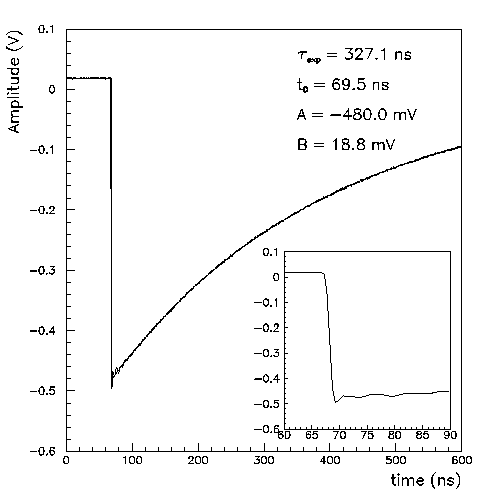 0.1
Amplitude (V)
τexp = 327.1 ns
t0 = 69.5 ns
A = −480.0 mV
B = 18.8 mV
0
−0.1
−0.2
−0.3
−0.4
−0.5
−0.6
0.1
0
−0.1
−0.2
−0.3
−0.4
−0.5
−0.6
60 65 70 75 80 85 90
0 100 200 300 400 500 600
time (ns)